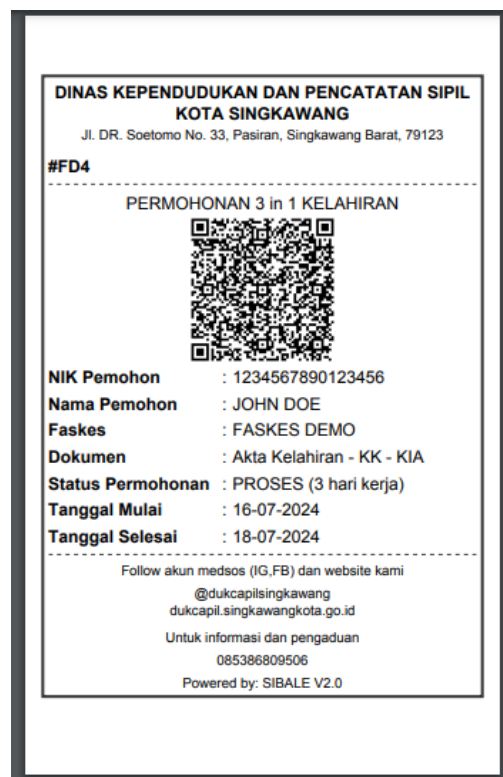 DINAS KEPENDUDUKAN DAN PENCATATAN SIPIL
KOTA SINGKAWANG
Jl. DR. Soetomo No. 33, Pasiran, Singkawang Barat, 79123
#FD4
PERMOHONAN 3 in 1 KELAHIRAN
NIK Pemohon : 1234567890123456
Nama Pemohon : JOHN DOE
Faskes : FASKES DEMO
Dokumen : Akta Kelahiran - KK - KIA
Status Permohonan : PROSES (3 hari kerja)
Tanggal Mulai : 16-07-2024
Tanggal Selesai : 18-07-2024
Follow akun medsos (IG,FB) dan website kami
@dukcapilsingkawang
dukcapil.singkawangkota.go.id
Untuk informasi dan pengaduan
085386809506
Powered by: SIBALE V2.0